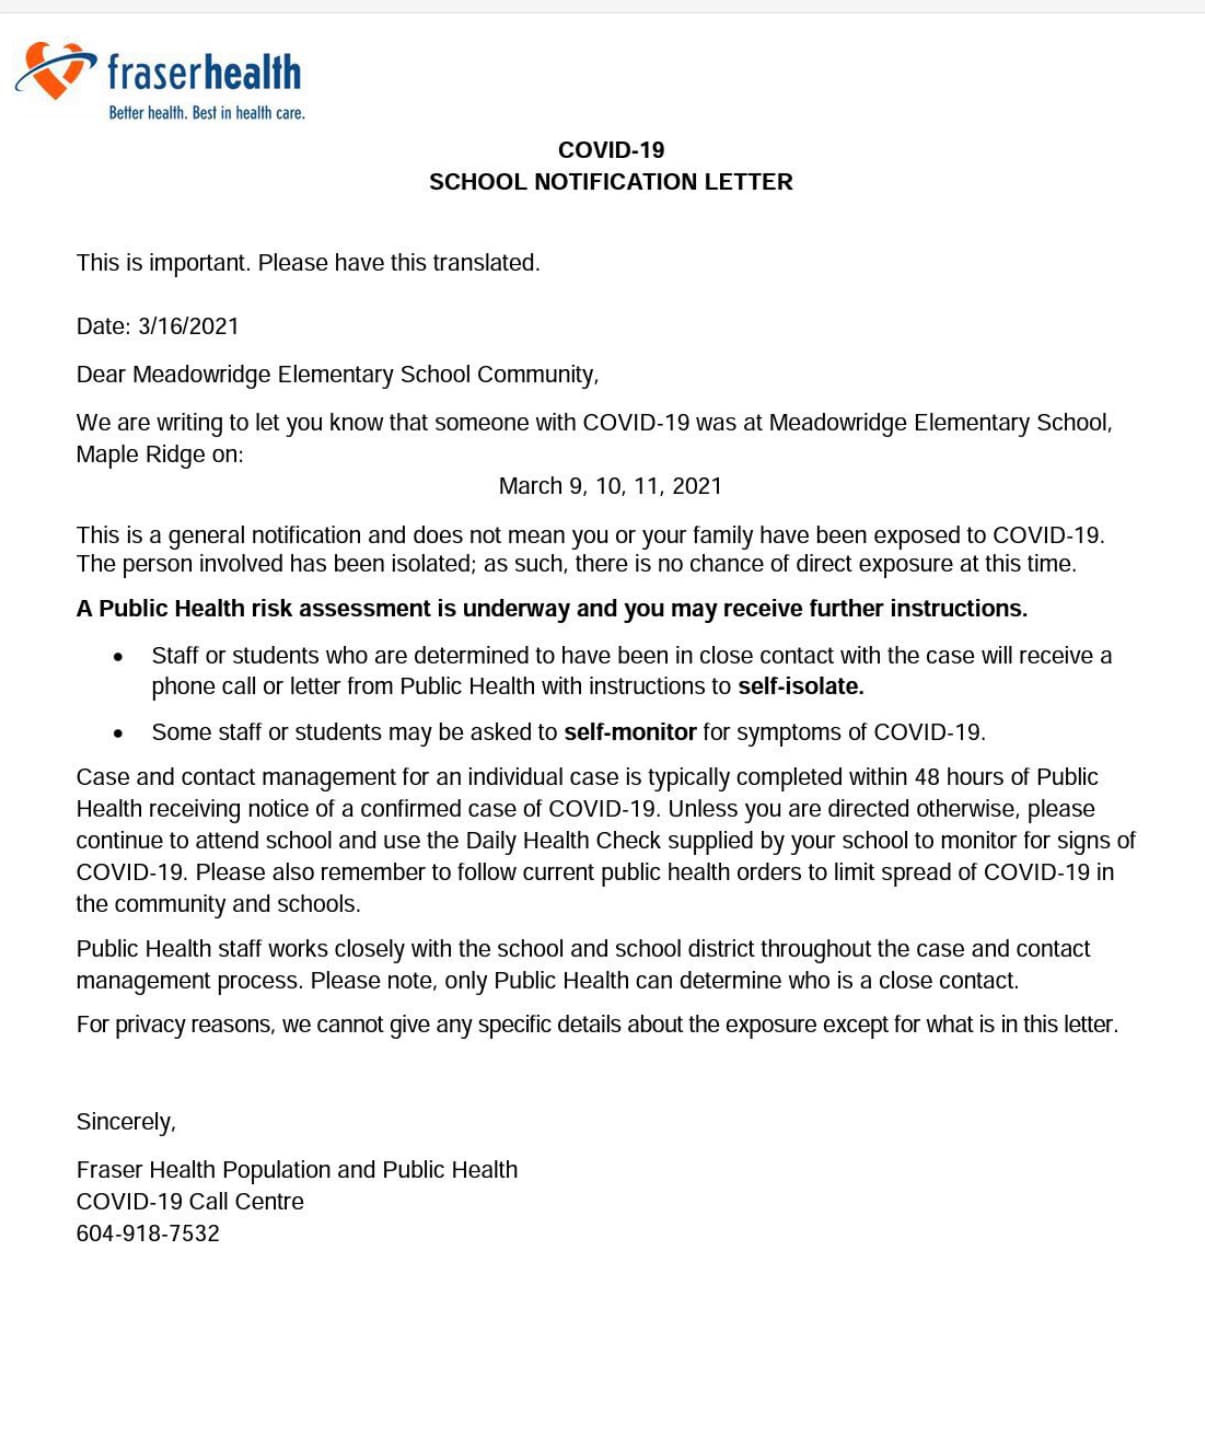 fraserhealth
Better health. Best in health care.
COVID-19
SCHOOL NOTIFICATION LETTER
This is important. Please have this translated.
Date: 3/16/2021
Dear Meadowridge Elementary School Community,
We are writing to let you know that someone with COVID-19 was at Meadowridge Elementary School,
Maple Ridge on:
March 9, 10, 11, 2021
This is a general notification and does not mean you or your family have been exposed to COVID-19.
The person involved has been isolated; as such, there is no chance of direct exposure at this time.
A Public Health risk assessment is underway and you may receive further instructions.
• Staff or students who are determined to have been in close contact with the case will receive a
phone call or letter from Public Health with instructions to self-isolate.
• Some staff or students may be asked to self-monitor for symptoms of COVID-19.
Case and contact management for an individual case is typically completed within 48 hours of Public
Health receiving notice of a confirmed case of COVID-19. Unless you are directed otherwise, please
continue to attend school and use the Daily Health Check supplied by your school to monitor for signs of
COVID-19. Please also remember to follow current public health orders to limit spread of COVID-19 in
the community and schools.
Public Health staff works closely with the school and school district throughout the case and contact
management process. Please note, only Public Health can determine who is a close contact.
For privacy reasons, we cannot give any specific details about the exposure except for what is in this letter.
Sincerely,
Fraser Health Population and Public Health
COVID-19 Call Centre
604-918-7532